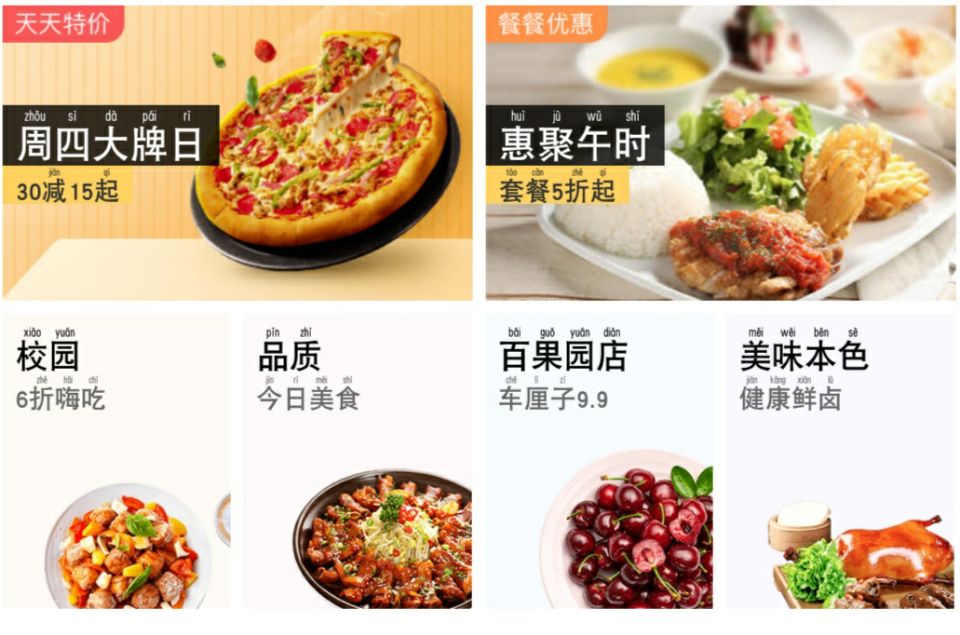 天天特价
zhōu sì dà pái rì
周四大牌日
jiǎn qǐ
30减15起
餐餐优惠
huì jù wǔ shí
惠聚午时
tào cān zhé qǐ
套餐5折起
xiào yuán
校园
zhé hāi chī
6折嗨吃
pǐn zhì
品质
jīn rì měi shí
今日美食
bǎi guǒ yuán diàn
百果园店
chē lí zǐ
车厘子9.9
měi wèi běn sè
美味本色
jiàn kāng xiān lǔ
健康鲜卤